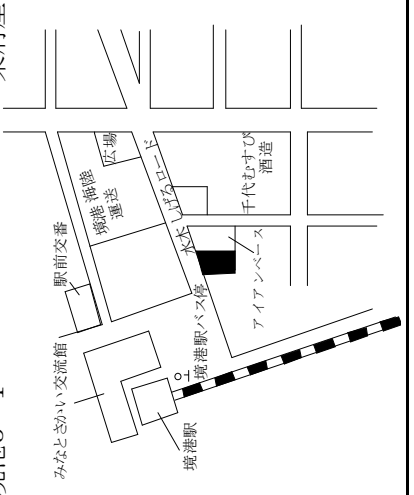 みなとさかい交流館
駅前交番
境港海陸
運送
広場
水木しげるロード
千代むすび
酒造
アイアンベース
境港駅バス停
境港駅